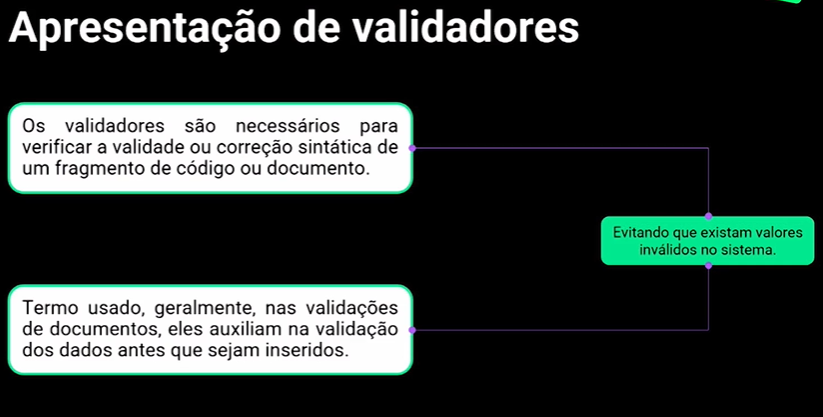 Apresentação de validadores
Os validadores são necessários para
verificar a validade ou correção sintática de
um fragmento de código ou documento.
Evitando que existam valores
inválidos no sistema.
Termo usado, geralmente, nas validações
de documentos, eles auxiliam na validação
dos dados antes que sejam inseridos.